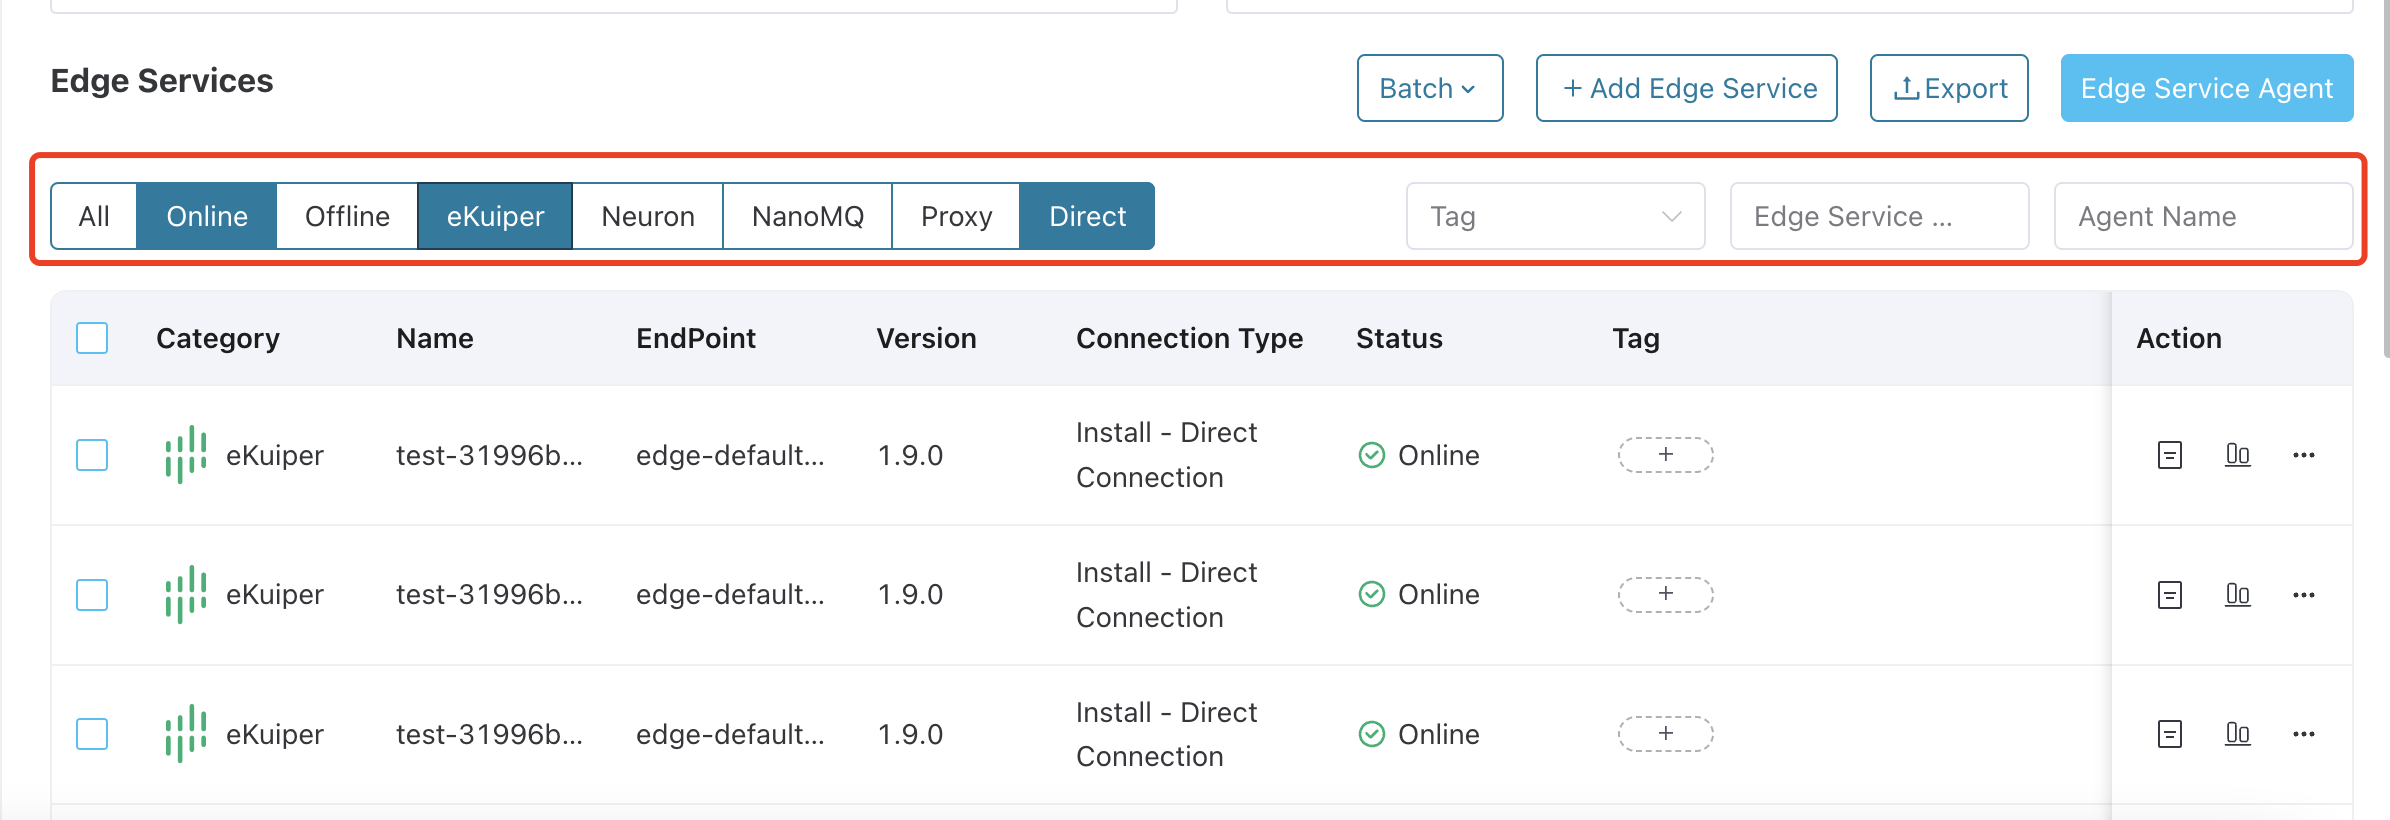 Edge Services
Batch
+ Add Edge Service
Export
Edge Service Agent
All
Online
Offline
eKuiper
Neuron
NanoMQ
Proxy
Direct
Tag
Edge Service ...
Agent Name
Category
Name
EndPoint
Version
Connection Type
Status
Tag
Action
eKuiper
test-31996b...
edge-default...
1.9.0
Install - Direct
Connection
Online
+
eKuiper
test-31996b...
edge-default...
1.9.0
Install - Direct
Connection
Online
+
eKuiper
test-31996b...
edge-default...
1.9.0
Install - Direct
Connection
Online
+